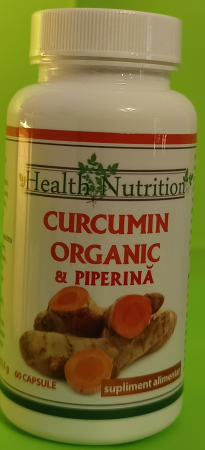 Health Nutrition
CURCUMIN
ORGANIC
& PIPERINĂ
60 CAPSULE
supliment alimentar